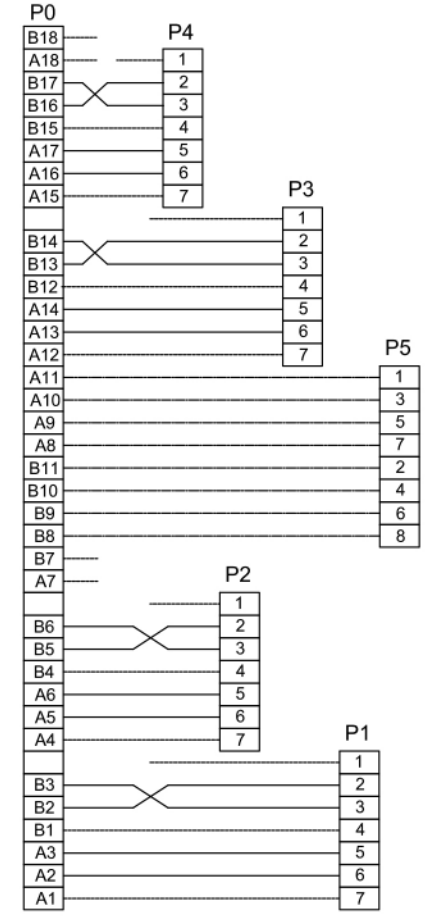 P0
B18 P4
A18 1
B17 2
B16 3
B15 4
A17 5
A16 6
A15 7
P3
1
B14 2
B13 3
B12 4
A14 5
A13 6
A12 7
P5
A11 1
A10 3
A9 5
A8 7
B11 2
B10 4
B9 6
B8 8
B7
A7 P2
1
B6 2
B5 3
B4 4
A6 5
A5 6
A4 7
P1
1
B3 2
B2 3
B1 4
A3 5
A2 6
A1 7